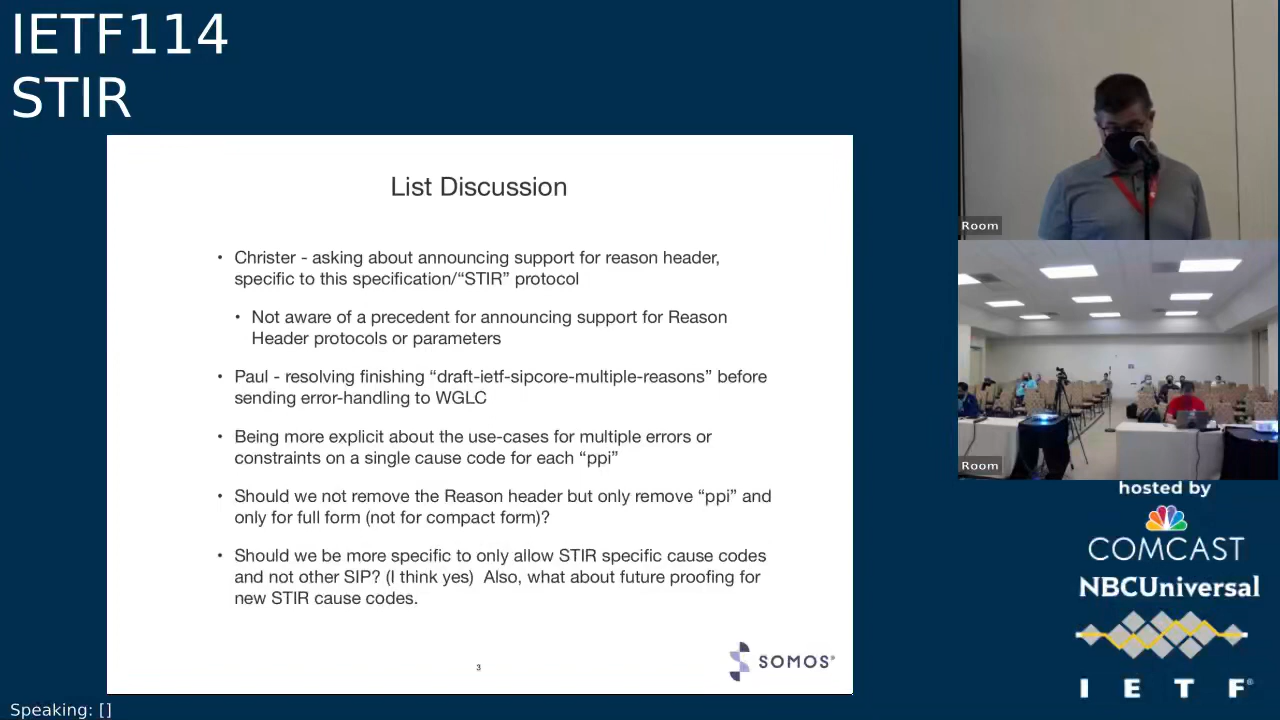 IETF114
STIR
List Discussion
• Christer - asking about announcing support for reason header,
specific to this specification/“STIR” protocol
• Not aware of a precedent for announcing support for Reason
Header protocols or parameters
• Paul - resolving finishing “draft-ietf-sipcore-multiple-reasons” before
sending error-handling to WGLC
• Being more explicit about the use-cases for multiple errors or
constraints on a single cause code for each “ppi”
• Should we not remove the Reason header but only remove “ppi” and
only for full form (not for compact form)?
• Should we be more specific to only allow STIR specific cause codes
and not other SIP? (I think yes)  Also, what about future proofing for
new STIR cause codes.
3
SOMOS®
Room
Room
hosted by
COMCAST
NBCUniversal
I E T F®
Speaking: []